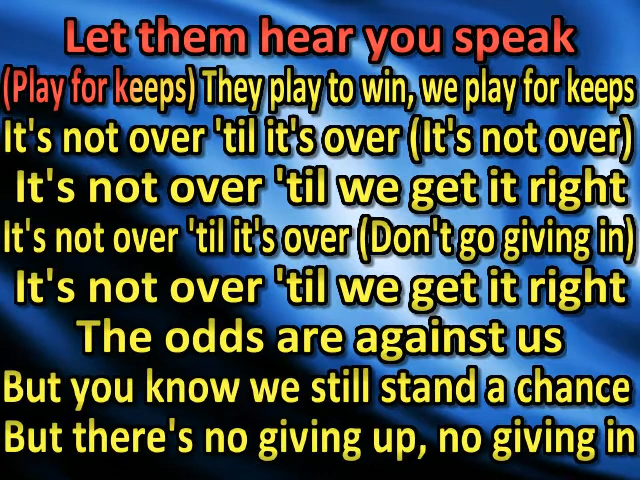 Let them hear you speak
(Play for keeps) They play to win, we play for keeps
It's not over 'til it's over (It's not over)
It's not over 'til we get it right
It's not over 'til it's over (Don't go giving in)
It's not over 'til we get it right
The odds are against us
But you know we still stand a chance
But there's no giving up, no giving in